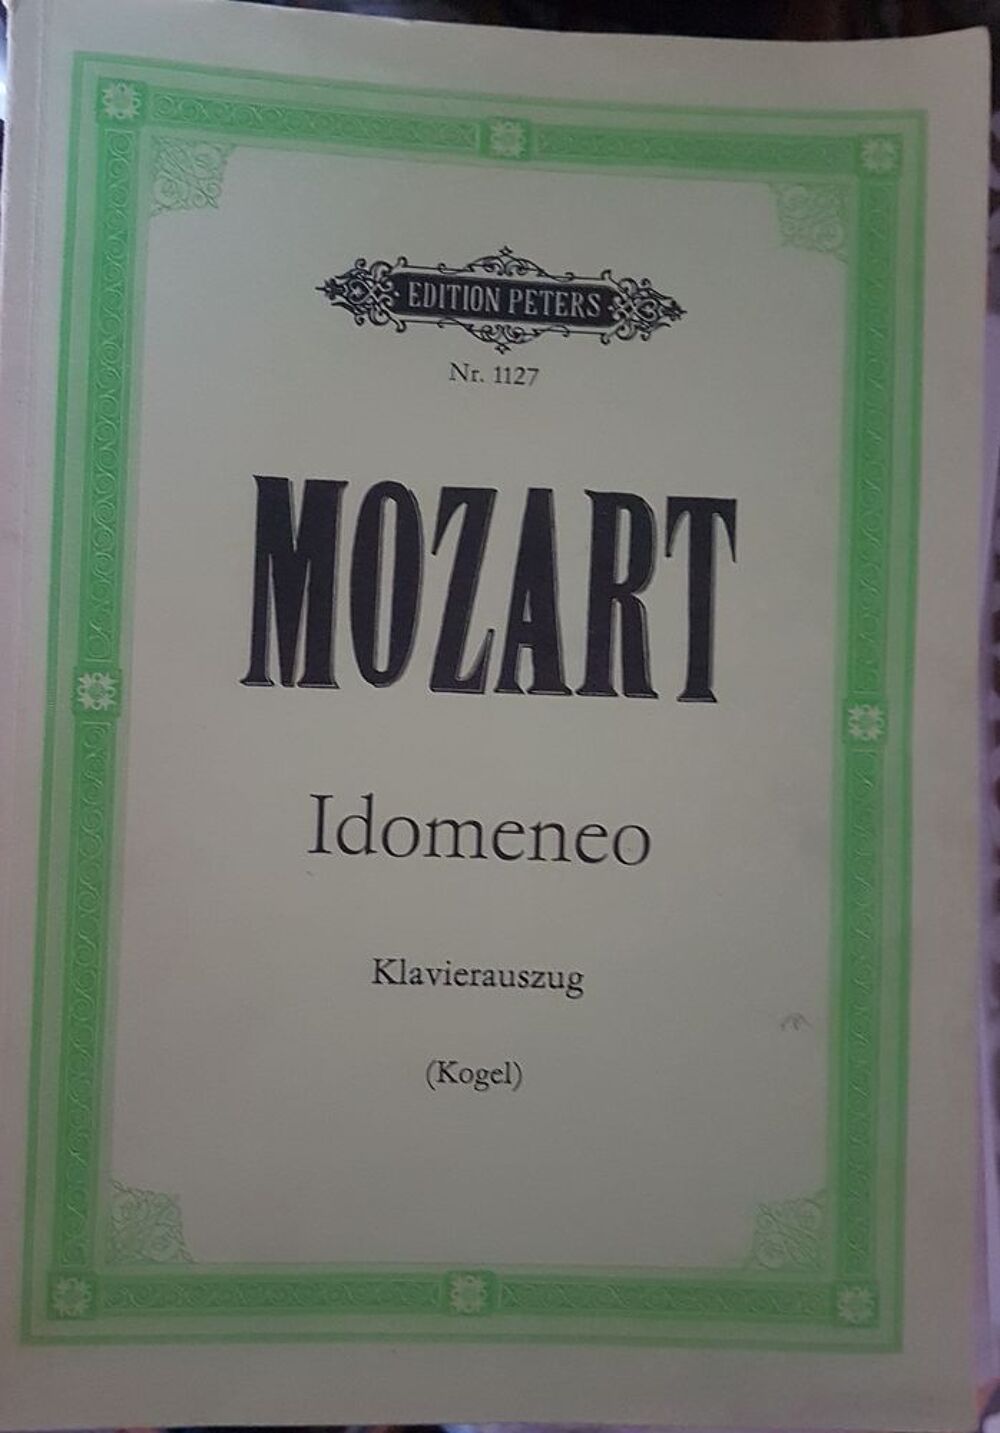 EDITION PETERS
Nr. 1127
MOZART
Idomeneo
Klavierauszug
(Kogel)